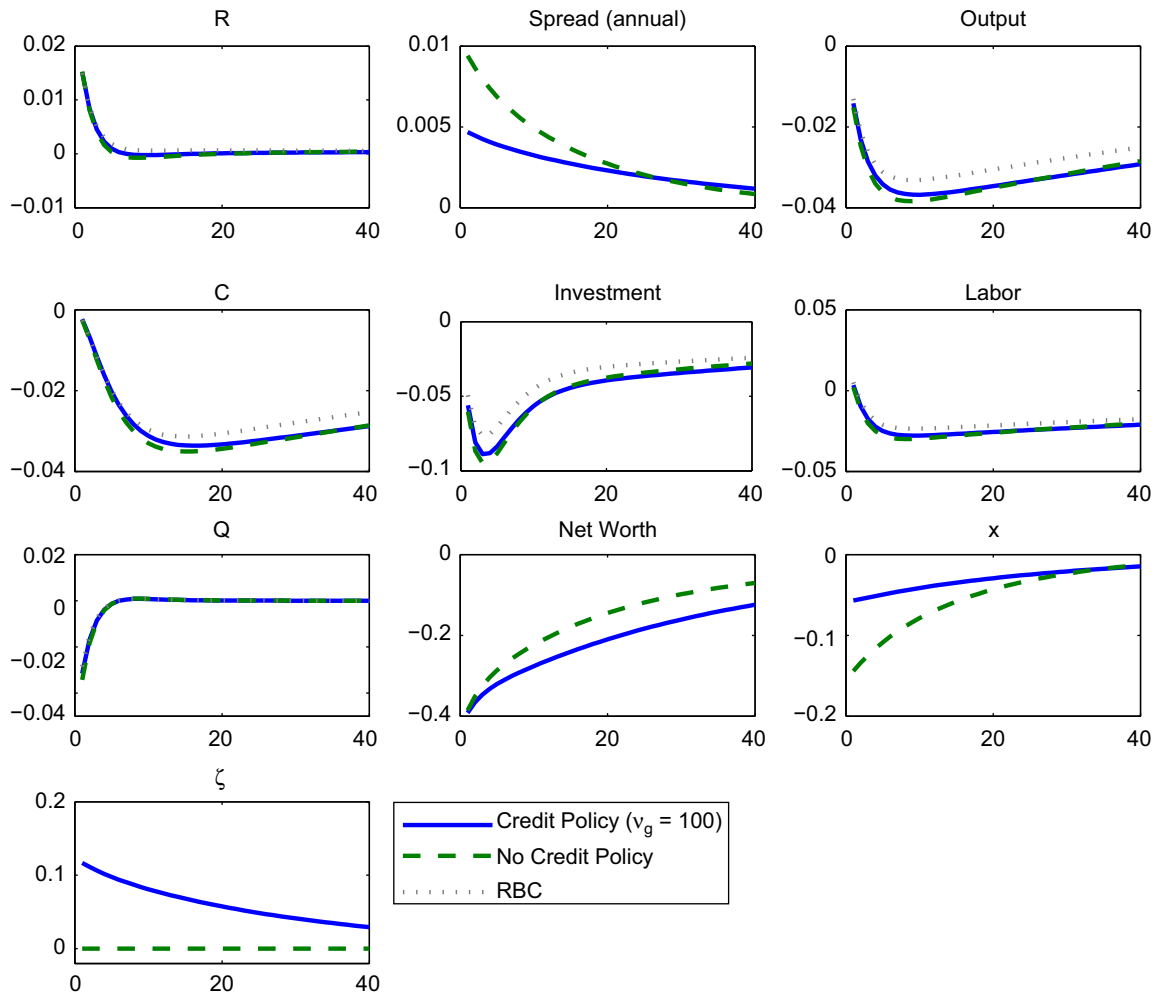 R
0.02
0.01
0
−0.01
0 20 40
Spread (annual)
0.01
0.005
0
0 20 40
Output
0
−0.02
−0.04
0 20 40
C
0
−0.02
−0.04
0 20 40
Investment
0
−0.05
−0.1
0 20 40
Labor
0.05
0
−0.05
0 20 40
Q
0.02
0
−0.02
−0.04
0 20 40
Net Worth
0
−0.2
−0.4
0 20 40
x
0
−0.1
−0.2
0 20 40
ζ
0.2
0.1
0
0 20 40
Credit Policy (νg = 100)
No Credit Policy
RBC